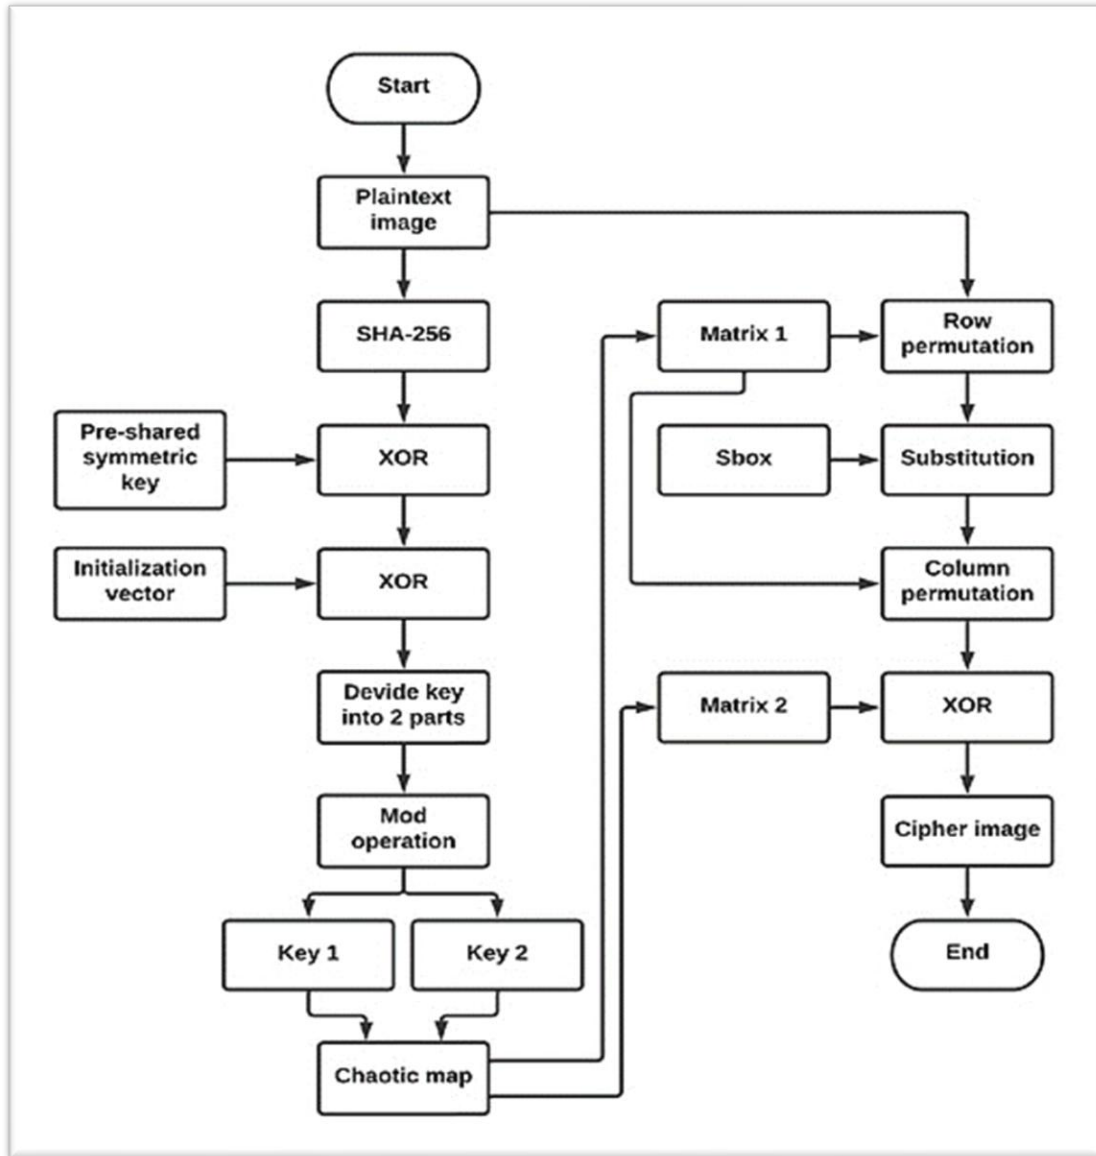 Start
Plaintext
image
SHA-256
Matrix 1
Row
permutation
Pre-shared
symmetric
key
XOR
Sbox
Substitution
Initialization
vector
XOR
Column
permutation
Devide key
into 2 parts
Matrix 2
XOR
Mod
operation
Cipher image
Key 1
Key 2
End
Chaotic map